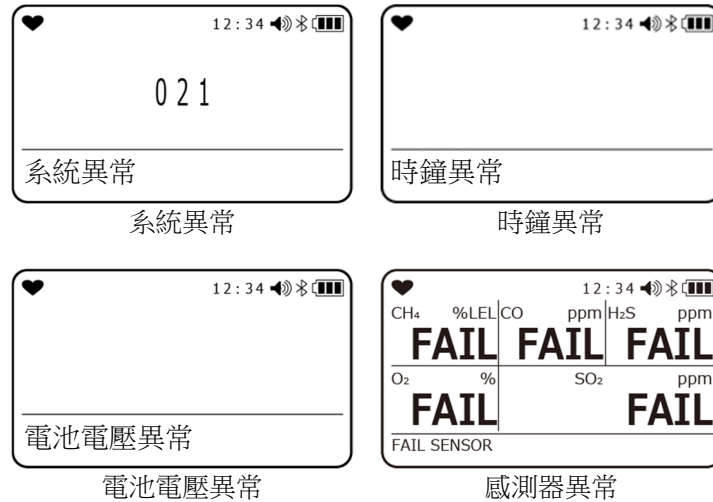 12:34
021
系統異常
系統異常
12:34
時鐘異常
時鐘異常
12:34
電池電壓異常
電池電壓異常
12:34
CH₄ %LEL CO ppm H₂S ppm
FAIL FAIL FAIL
O₂ % SO₂ ppm
FAIL FAIL
FAIL SENSOR
感測器異常